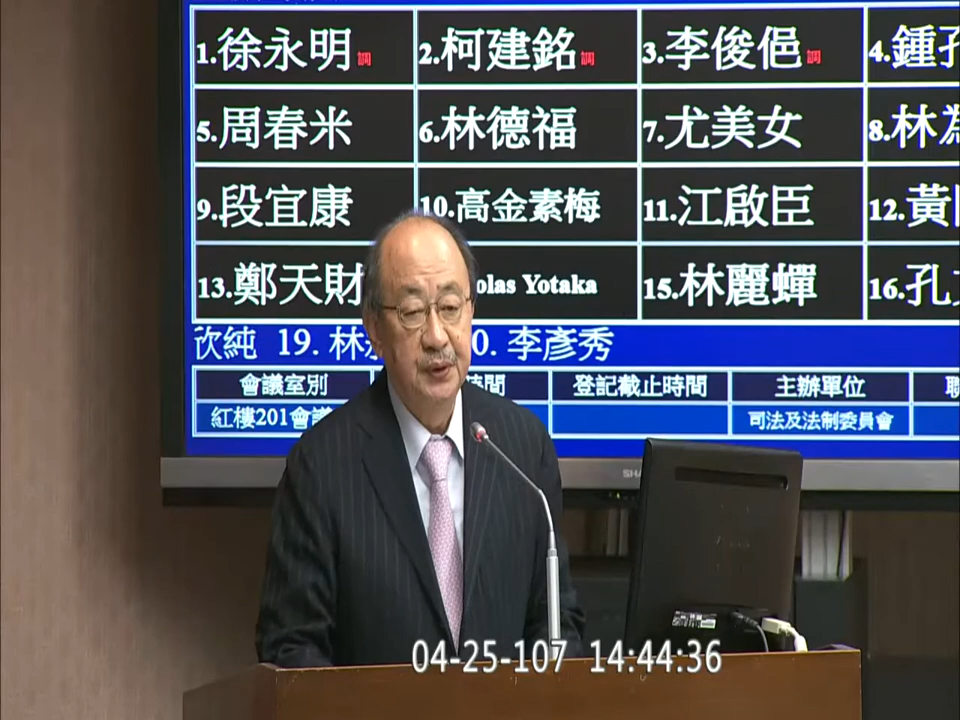 1.徐永明調 2.柯建銘調 3.李俊俋調 4.鍾孔
5.周春米 6.林德福 7.尤美女 8.林為
9.段宜康 10.高金素梅 11.江啟臣 12.黃
13.鄭天財 olas Yotaka 15.林麗蟬 16.孔
次純 19. 林 0. 李彥秀
會議室別 時間 登記截止時間 主辦單位
紅樓201會議 司法及法制委員會
SHA
04-25-107 14:44:36